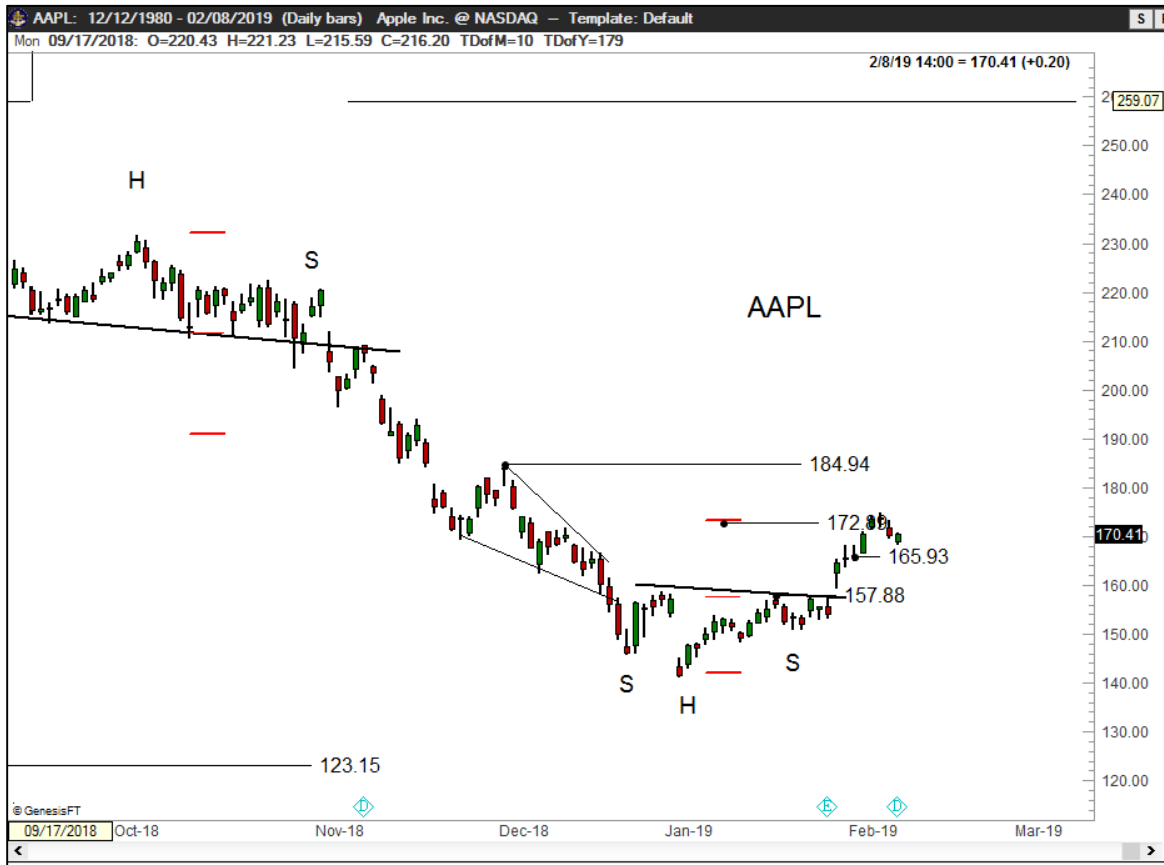 AAPL: 12/12/1980 - 02/08/2019 (Daily bars) Apple Inc. @ NASDAQ – Template: Default
S
Mon 09/17/2018: O=220.43 H=221.23 L=215.59 C=216.20 TDofM=10 TDofY=179
2/8/19 14:00 = 170.41 (+0.20)
259.07
250.00
H
240.00
230.00
S
220.00
AAPL
210.00
200.00
190.00
184.94
180.00
172.89
170.41
165.93
160.00
157.88
150.00
S
S
140.00
H
130.00
123.15
120.00
© GenesisFT
D
E
D
09/17/2018 Oct-18 Nov-18 Dec-18 Jan-19 Feb-19 Mar-19